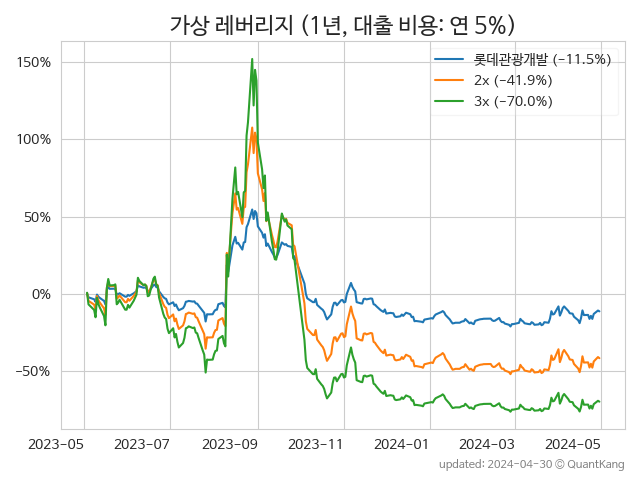 가상 레버리지 (1년, 대출 비용: 연 5%)
롯데관광개발 (−11.5%)
2x (−41.9%)
3x (−70.0%)
150%
100%
50%
0%
−50%
2023-05 2023-07 2023-09 2023-11 2024-01 2024-03 2024-05
updated: 2024-04-30 © QuantKang